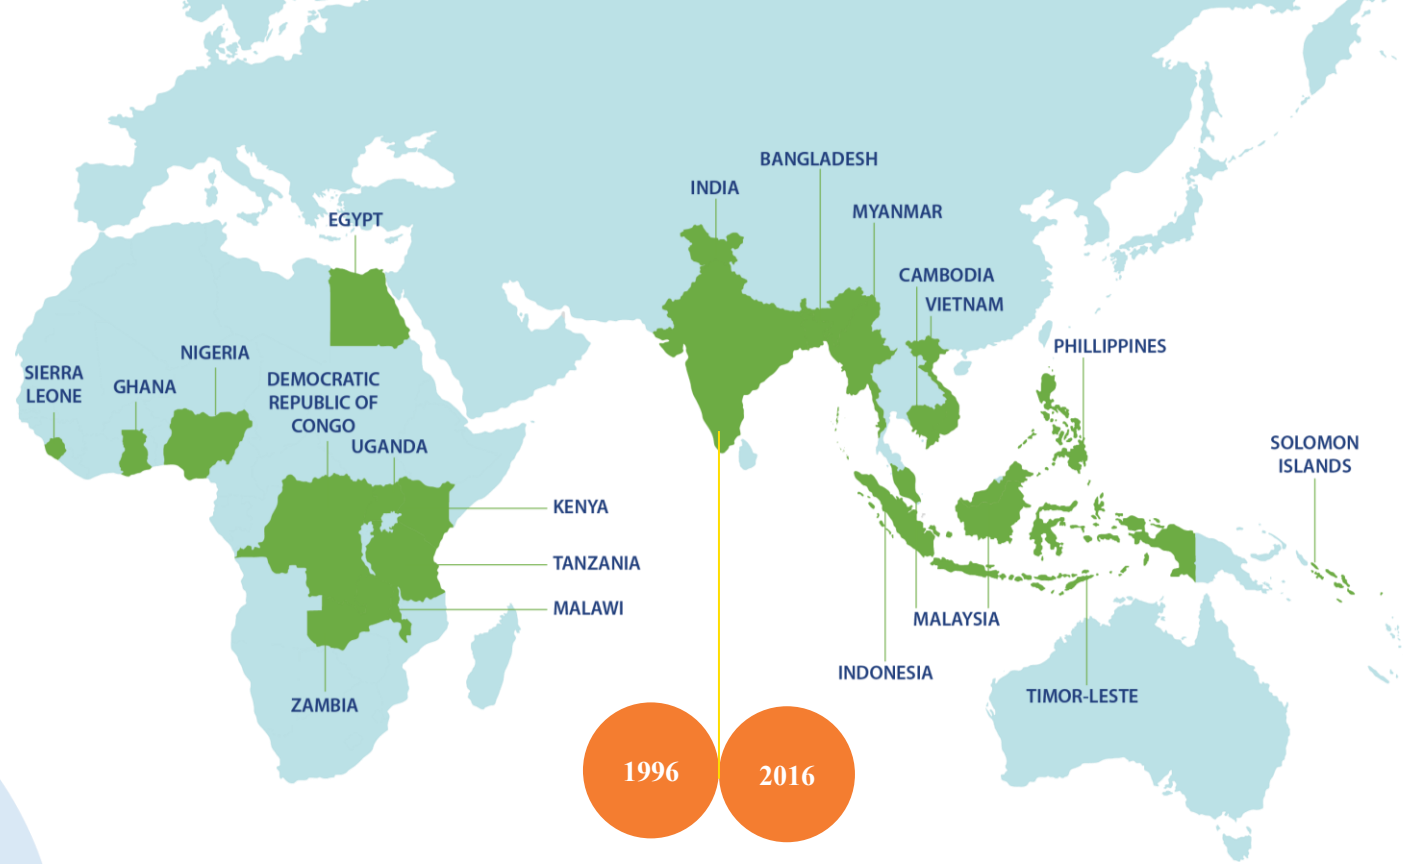 BANGLADESH
INDIA
MYANMAR
EGYPT
CAMBODIA
VIETNAM
PHILLIPPINES
NIGERIA
SIERRA
LEONE
GHANA
DEMOCRATIC
REPUBLIC OF
CONGO
UGANDA
SOLOMON
ISLANDS
KENYA
TANZANIA
MALAWI
MALAYSIA
INDONESIA
TIMOR-LESTE
ZAMBIA
1996
2016